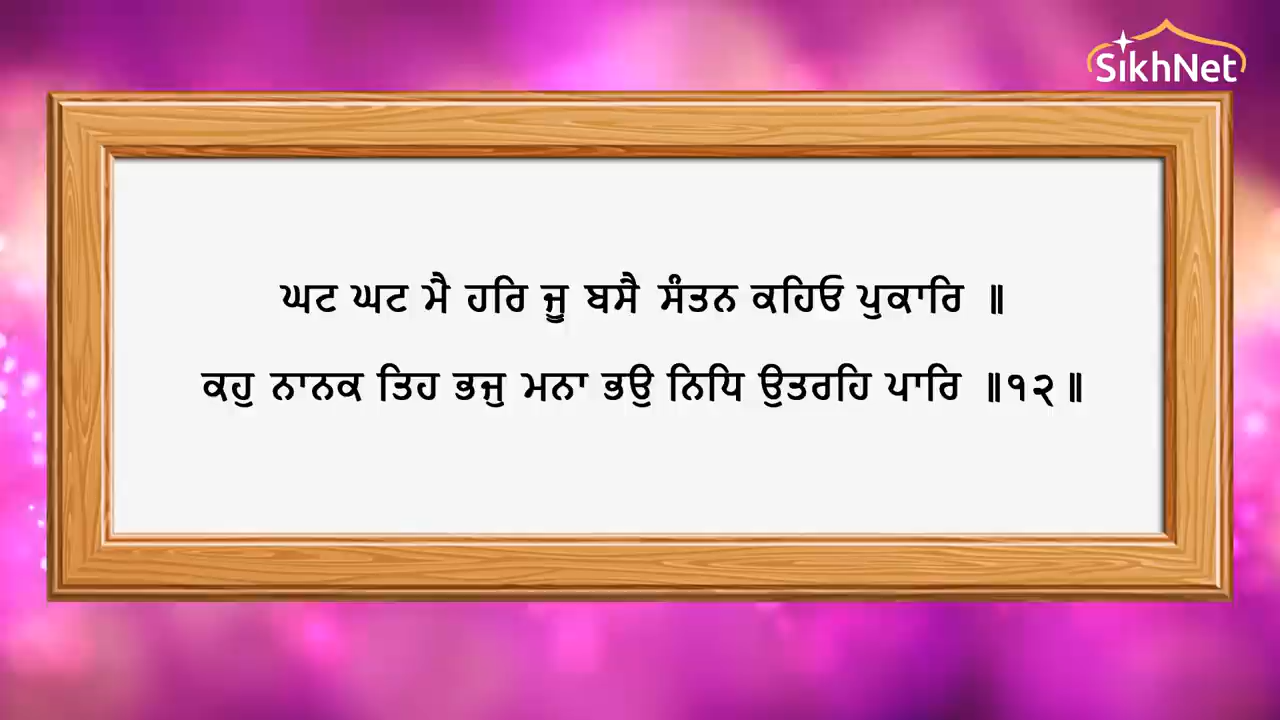 SikhNet
ਘਟ ਘਟ ਮੈ ਹਰਿ ਜੂ ਬਸੈ ਸੰਤਨ ਕਹਿਓ ਪੁਕਾਰਿ ॥
ਕਹੁ ਨਾਨਕ ਤਿਹ ਭਜੁ ਮਨਾ ਭਉ ਨਿਧਿ ਉਤਰਹਿ ਪਾਰਿ ॥੧੨॥